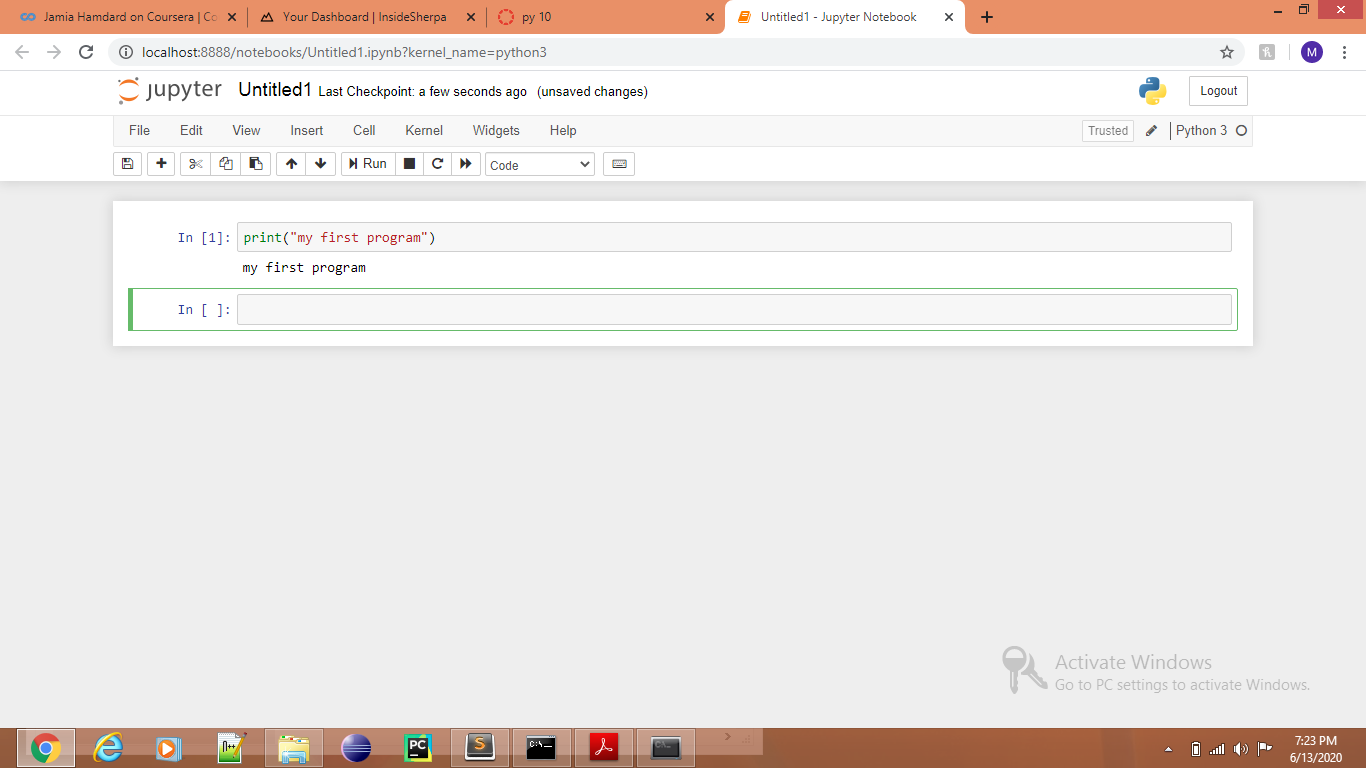 Jamia Hamdard on Coursera | Co
Your Dashboard | InsideSherpa
py 10
Untitled1 - Jupyter Notebook
localhost:8888/notebooks/Untitled1.ipynb?kernel_name=python3
M
jupyter Untitled1 Last Checkpoint: a few seconds ago (unsaved changes)
Logout
File Edit View Insert Cell Kernel Widgets Help
Trusted
Python 3
Run
Code
In [1]: print("my first program")
my first program
In [ ]:
Activate Windows
Go to PC settings to activate Windows.
N++
PC
S
C:\_
C:\_
7:23 PM
6/13/2020